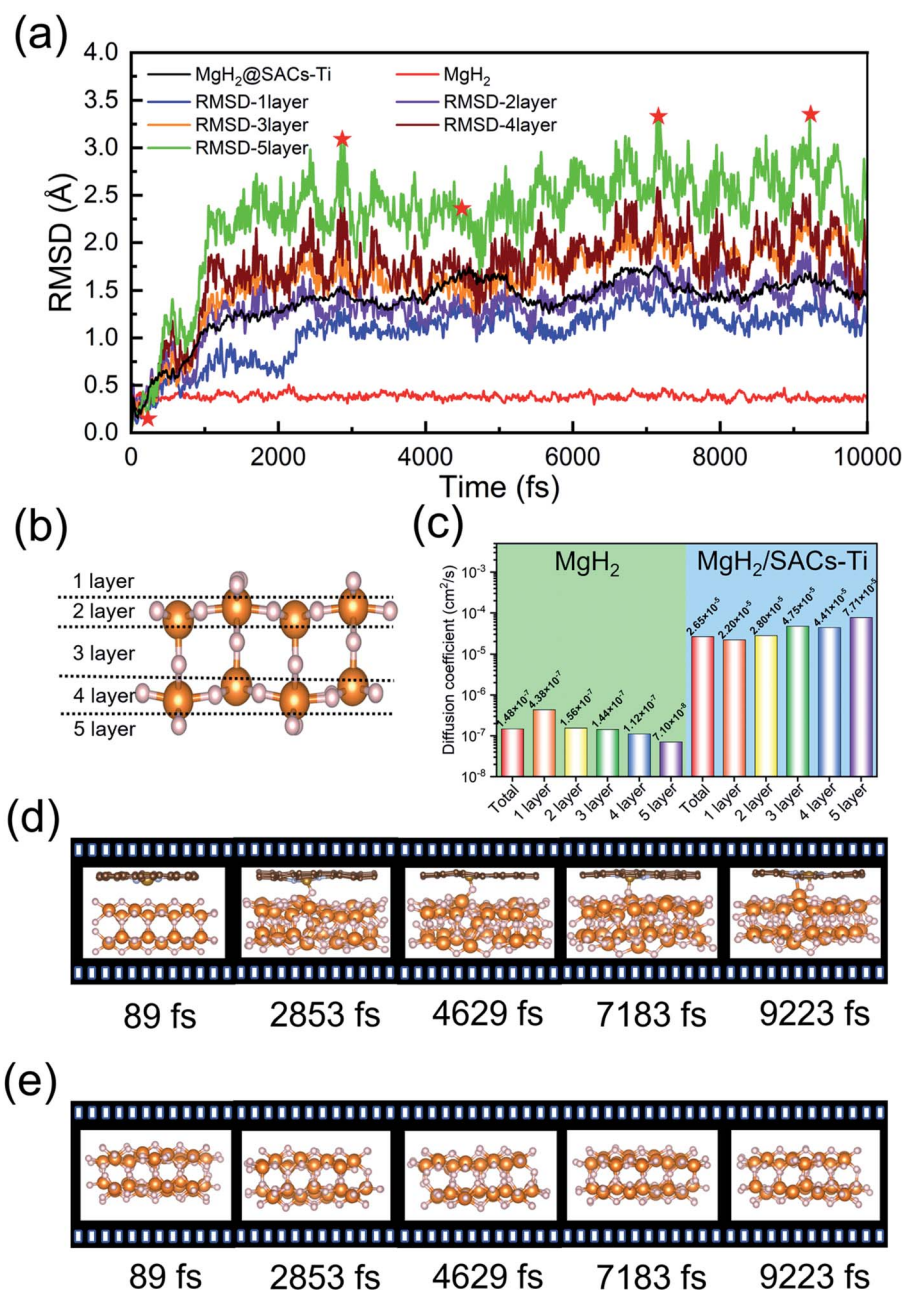 (a)
4.0
3.5
3.0
2.5
2.0
1.5
1.0
0.5
0.0
RMSD (Å)
MgH₂@SACs-Ti
MgH₂
RMSD-1layer
RMSD-2layer
RMSD-3layer
RMSD-4layer
RMSD-5layer
0 2000 4000 6000 8000 10000
Time (fs)
(b)
1 layer
2 layer
3 layer
4 layer
5 layer
(c)
MgH₂
MgH₂/SACs-Ti
Diffusion coefficient (cm²/s)
10⁻³
10⁻⁴
10⁻⁵
10⁻⁶
10⁻⁷
10⁻⁸
1.48×10⁻⁷
4.38×10⁻⁷
1.56×10⁻⁷
1.44×10⁻⁷
1.12×10⁻⁷
7.10×10⁻⁸
2.65×10⁻⁵
2.20×10⁻⁵
2.80×10⁻⁵
4.75×10⁻⁵
4.41×10⁻⁵
7.71×10⁻⁵
Total
1 layer
2 layer
3 layer
4 layer
5 layer
Total
1 layer
2 layer
3 layer
4 layer
5 layer
(d)
89 fs 2853 fs 4629 fs 7183 fs 9223 fs
(e)
89 fs 2853 fs 4629 fs 7183 fs 9223 fs